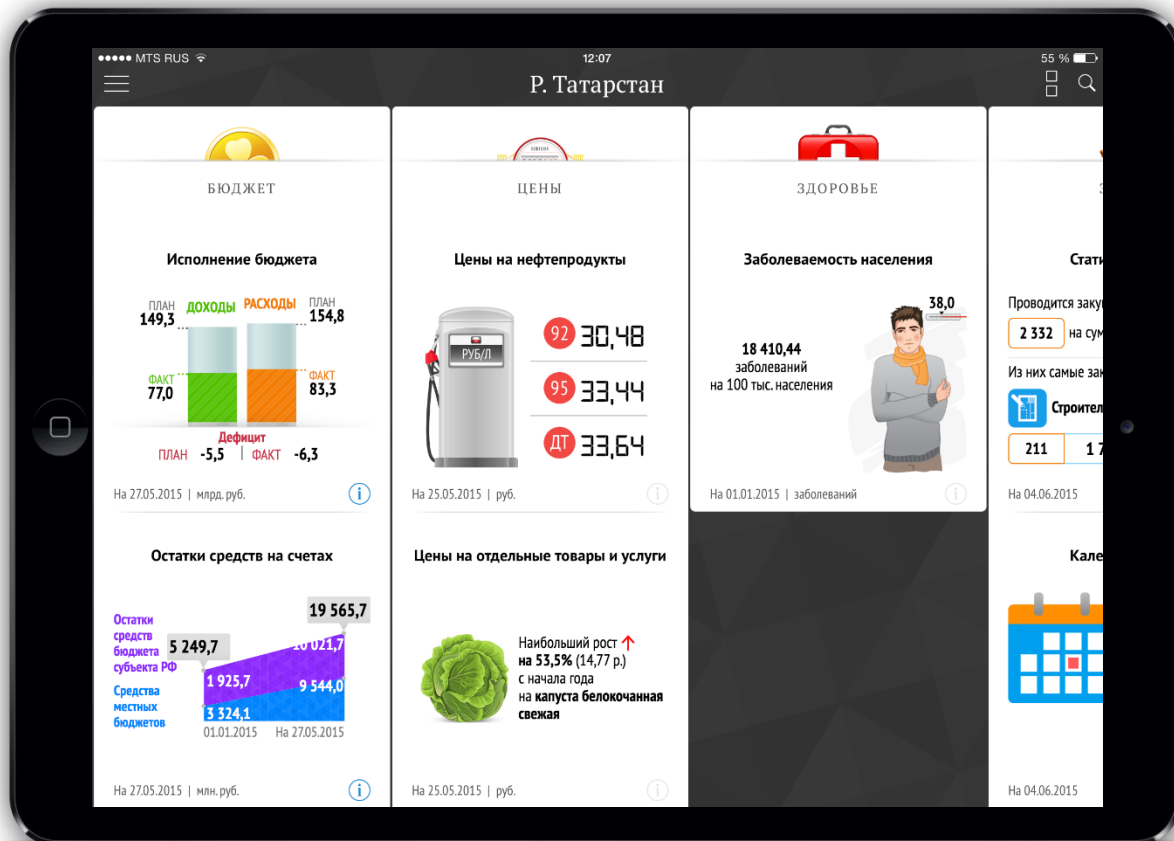 MTS RUS
12:07
55 %
Р. Татарстан
БЮДЖЕТ
Исполнение бюджета
ПЛАН
149,3
ДОХОДЫ
РАСХОДЫ
ПЛАН
154,8
ФАКТ
77,0
ФАКТ
83,3
Дефицит
ПЛАН -5,5 | ФАКТ -6,3
На 27.05.2015 | млрд. руб.
Остатки средств на счетах
Остатки
средств
бюджета
субъекта РФ
Средства
местных
бюджетов
5 249,7
19 565,7
1 925,7
10 021,7
3 324,1
9 544,0
01.01.2015
На 27.05.2015
На 27.05.2015 | млн. руб.
ЦЕНЫ
Цены на нефтепродукты
РУБ/Л
92 30,48
95 33,44
ДТ 33,64
На 25.05.2015 | руб.
Цены на отдельные товары и услуги
Наибольший рост
на 53,5% (14,77 р.)
с начала года
на капуста белокочанная
свежая
На 25.05.2015 | руб.
ЗДОРОВЬЕ
Заболеваемость населения
38,0
18 410,44
заболеваний
на 100 тыс. населения
На 01.01.2015 | заболеваний
Стати
Проводится заку
2 332 на сум
Из них самые зак
Строител
211 1 7
На 04.06.2015
Кале
На 04.06.2015